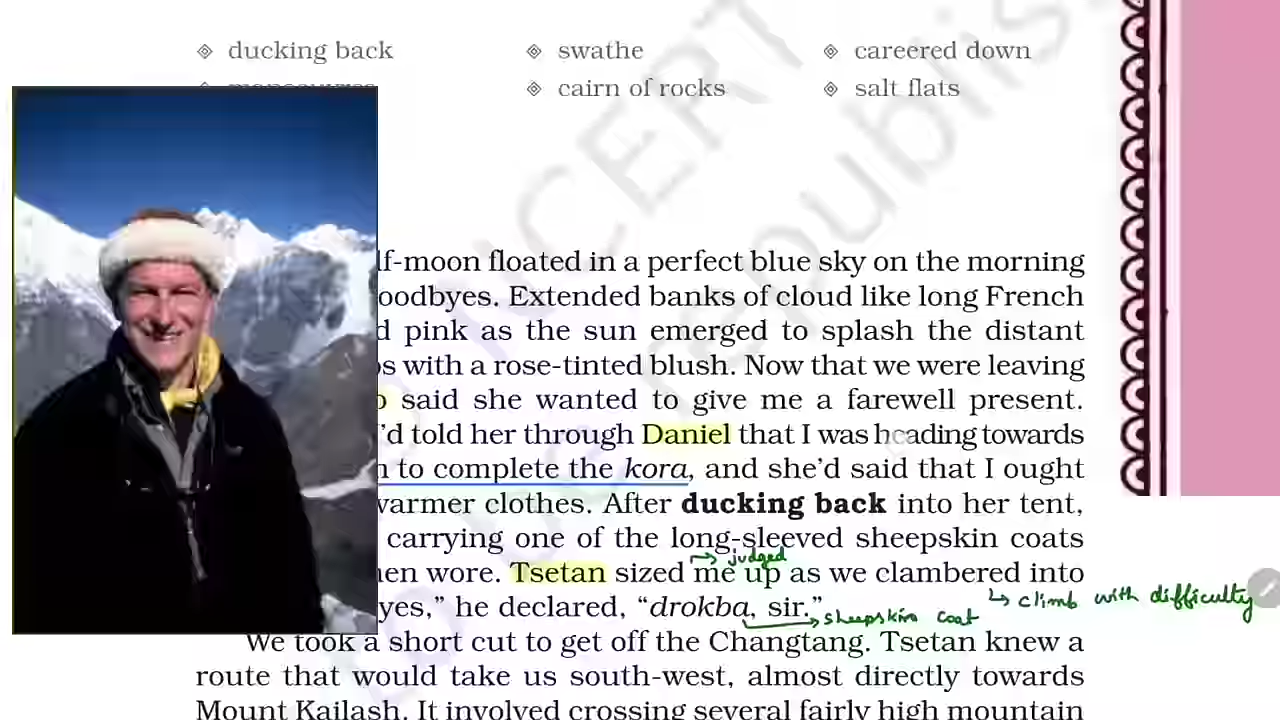 ducking back swathe careered down
manoeuvres cairn of rocks salt flats
NCERT
republis
lf-moon floated in a perfect blue sky on the morning
oodbyes. Extended banks of cloud like long French
d pink as the sun emerged to splash the distant
os with a rose-tinted blush. Now that we were leaving
o said she wanted to give me a farewell present.
'd told her through Daniel that I was heading towards
n to complete the kora, and she'd said that I ought
warmer clothes. After ducking back into her tent,
carrying one of the long-sleeved sheepskin coats
judged
hen wore. Tsetan sized me up as we clambered into
climb with difficulty
yes,” he declared, “drokba, sir.”
sheepskin coat
We took a short cut to get off the Changtang. Tsetan knew a
route that would take us south-west, almost directly towards
Mount Kailash. It involved crossing several fairly high mountain